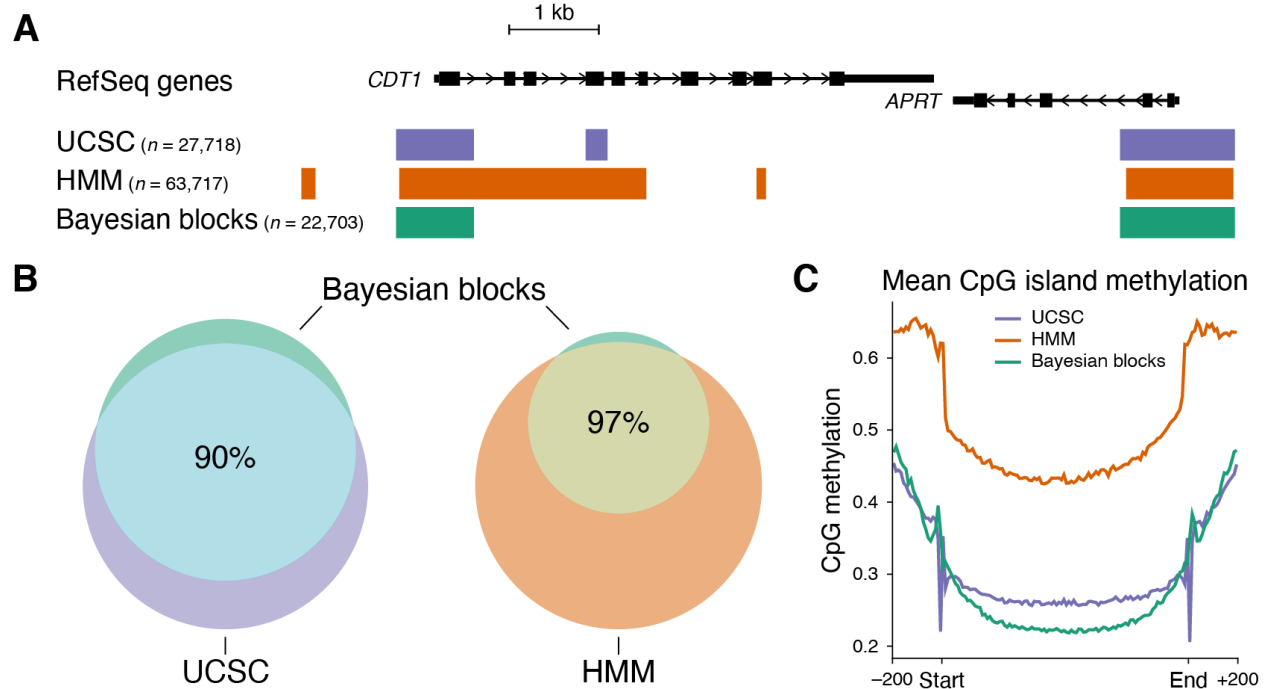 A
1 kb
RefSeq genes
CDT1
APRT
UCSC (n = 27,718)
HMM (n = 63,717)
Bayesian blocks (n = 22,703)
B
Bayesian blocks
90%
97%
UCSC
HMM
C
Mean CpG island methylation
UCSC
HMM
Bayesian blocks
CpG methylation
0.6
0.5
0.4
0.3
0.2
−200 Start End +200